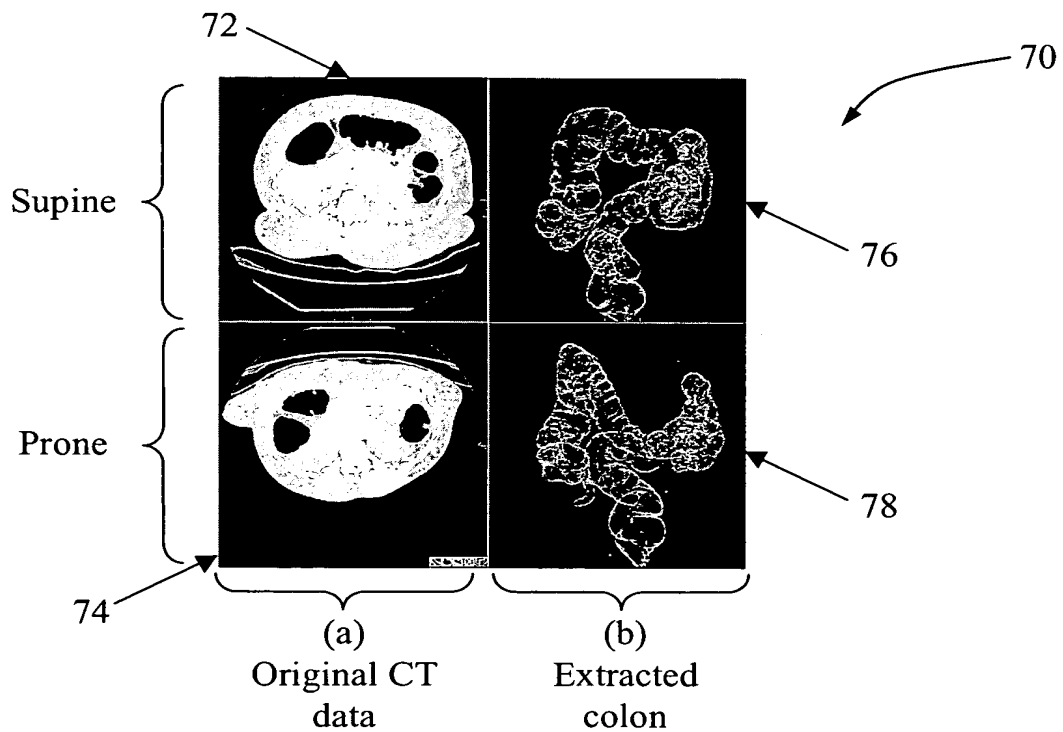 72
70
Supine
76
Prone
78
74
(a)
Original CT
data
(b)
Extracted
colon